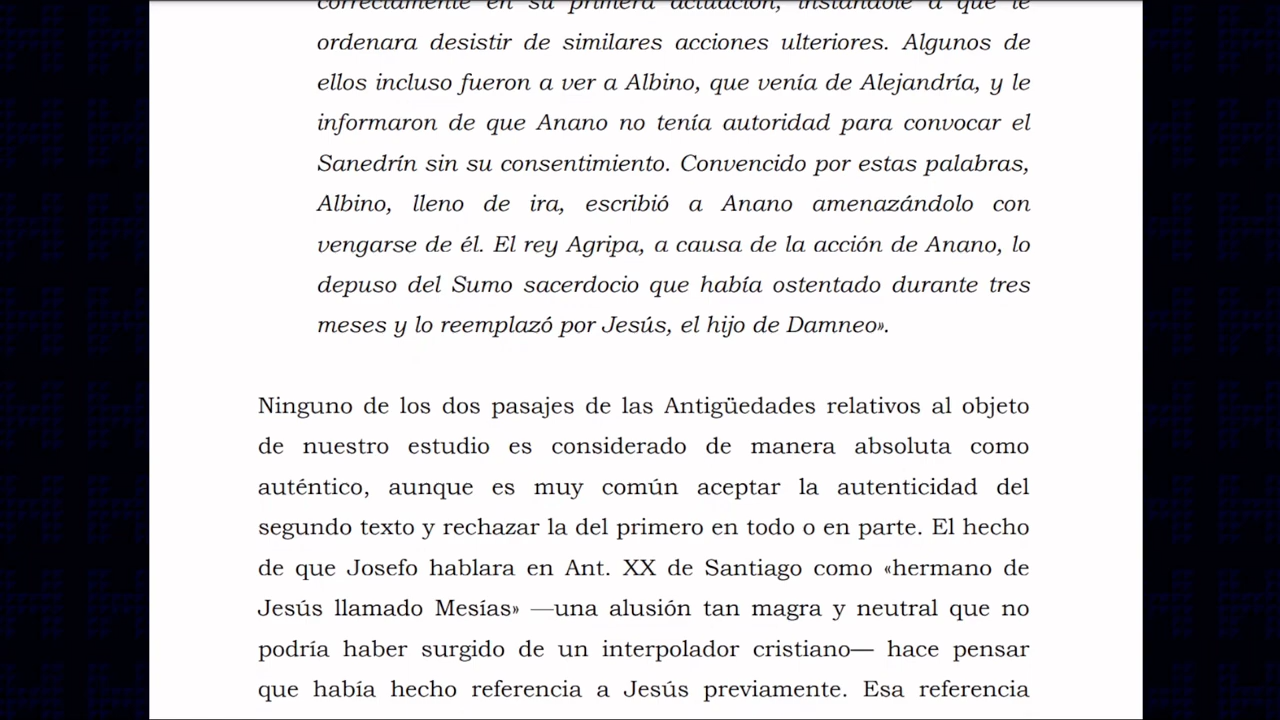 correctamente en su primera actuación, instándole a que le
ordenara desistir de similares acciones ulteriores. Algunos de
ellos incluso fueron a ver a Albino, que venía de Alejandría, y le
informaron de que Anano no tenía autoridad para convocar el
Sanedrín sin su consentimiento. Convencido por estas palabras,
Albino, lleno de ira, escribió a Anano amenazándolo con
vengarse de él. El rey Agripa, a causa de la acción de Anano, lo
depuso del Sumo sacerdocio que había ostentado durante tres
meses y lo reemplazó por Jesús, el hijo de Damneo».
Ninguno de los dos pasajes de las Antigüedades relativos al objeto
de nuestro estudio es considerado de manera absoluta como
auténtico, aunque es muy común aceptar la autenticidad del
segundo texto y rechazar la del primero en todo o en parte. El hecho
de que Josefo hablara en Ant. XX de Santiago como «hermano de
Jesús llamado Mesías» —una alusión tan magra y neutral que no
podría haber surgido de un interpolador cristiano— hace pensar
que había hecho referencia a Jesús previamente. Esa referencia